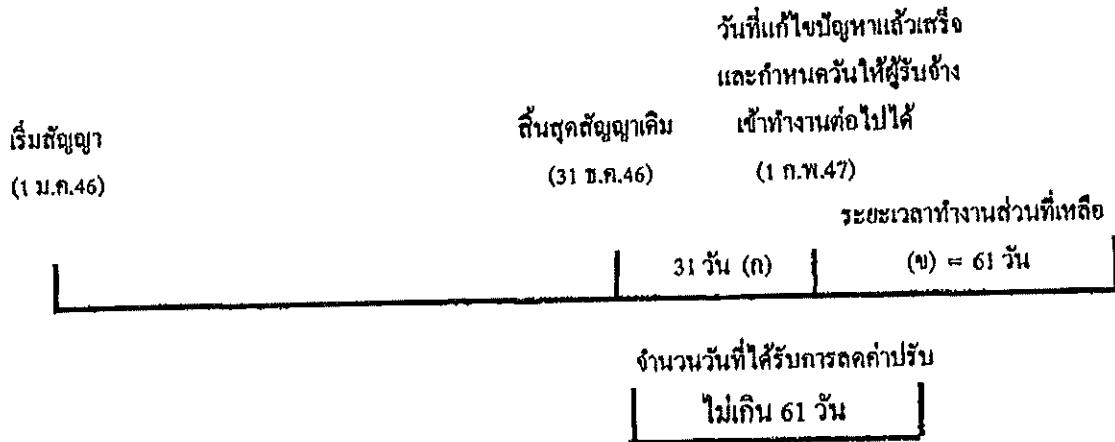 วันที่แก้ไขปัญหาแล้วเสร็จ
และกำหนดวันให้ผู้รับจ้าง
เริ่มสัญญา
สิ้นสุดสัญญาเดิม
เข้าทำงานต่อไปได้
(1 ม.ค.46)
(31 ธ.ค.46)
(1 ก.พ.47)
ระยะเวลาทำงานส่วนที่เหลือ
31 วัน (ก)
(ข) = 61 วัน
จำนวนวันที่ได้รับการลดค่าปรับ
ไม่เกิน 61 วัน